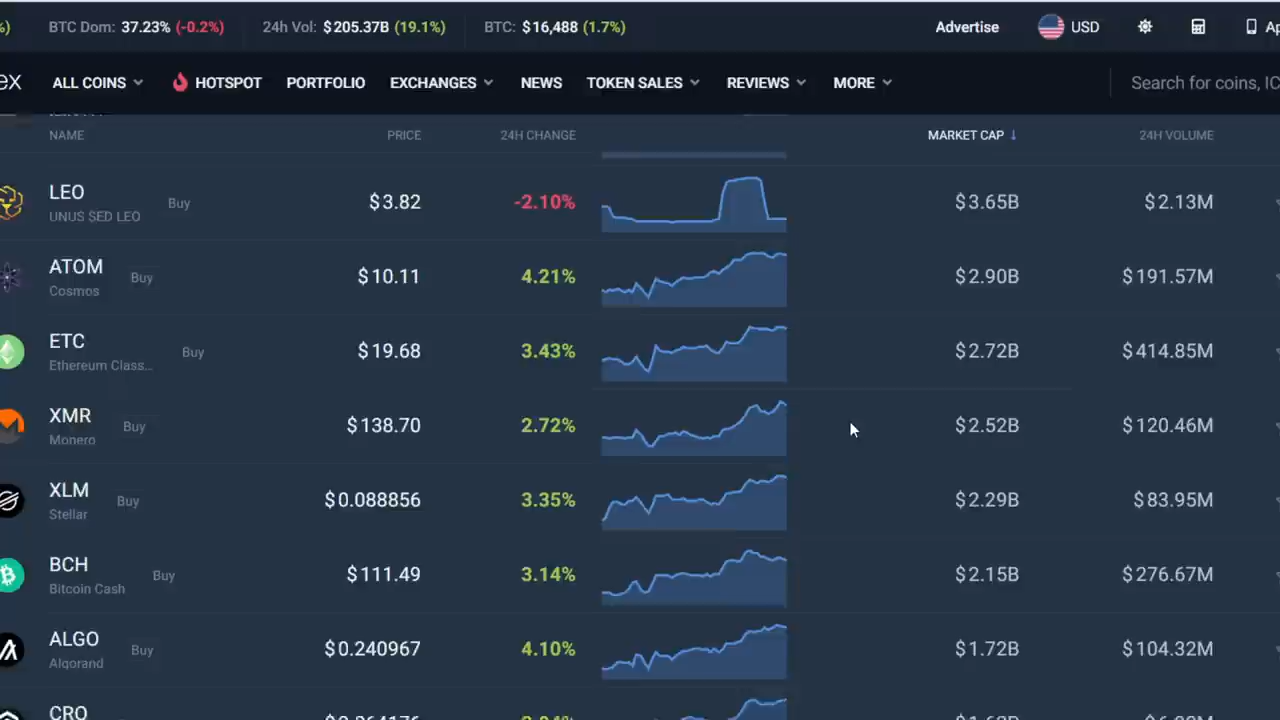 %) BTC Dom: 37.23% (-0.2%) 24h Vol: $205.37B (19.1%) BTC: $16,488 (1.7%) Advertise USD Ap
ex ALL COINS HOTSPOT PORTFOLIO EXCHANGES NEWS TOKEN SALES REVIEWS MORE Search for coins, IC
NAME PRICE 24H CHANGE MARKET CAP ↓ 24H VOLUME
LEO Buy $3.82 -2.10% $3.65B $2.13M
UNUS SED LEO
ATOM Buy $10.11 4.21% $2.90B $191.57M
Cosmos
ETC Buy $19.68 3.43% $2.72B $414.85M
Ethereum Class...
XMR Buy $138.70 2.72% $2.52B $120.46M
Monero
XLM Buy $0.088856 3.35% $2.29B $83.95M
Stellar
BCH Buy $111.49 3.14% $2.15B $276.67M
Bitcoin Cash
ALGO Buy $0.240967 4.10% $1.72B $104.32M
Algorand
CRO